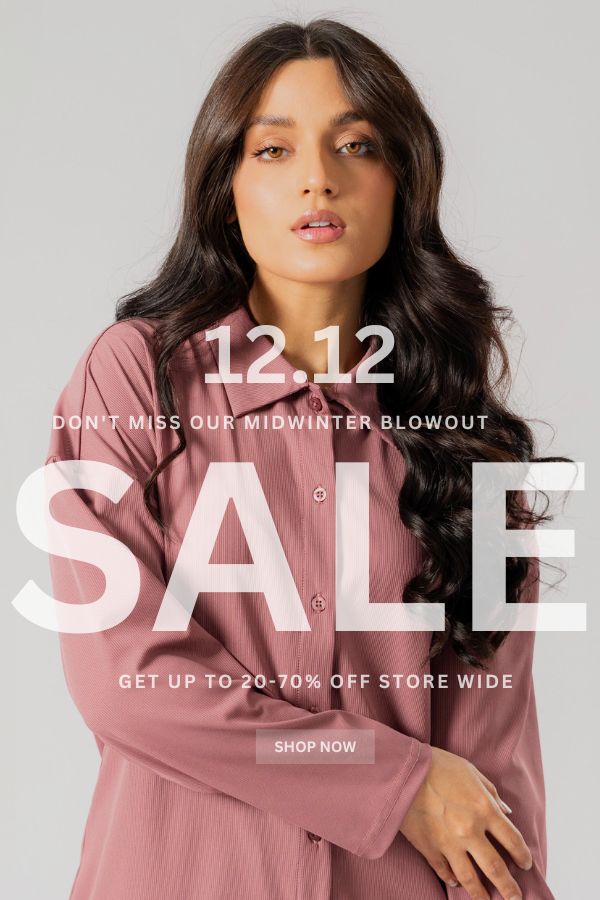 12.12
DON'T MISS OUR MIDWINTER BLOWOUT
SALE
GET UP TO 20-70% OFF STORE WIDE
SHOP NOW